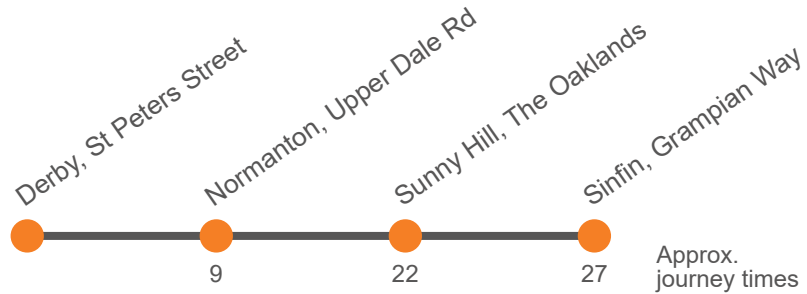 Derby, St Peters Street
Normanton, Upper Dale Rd
Sunny Hill, The Oaklands
Sinfin, Grampian Way
9
22
27
Approx.
journey times